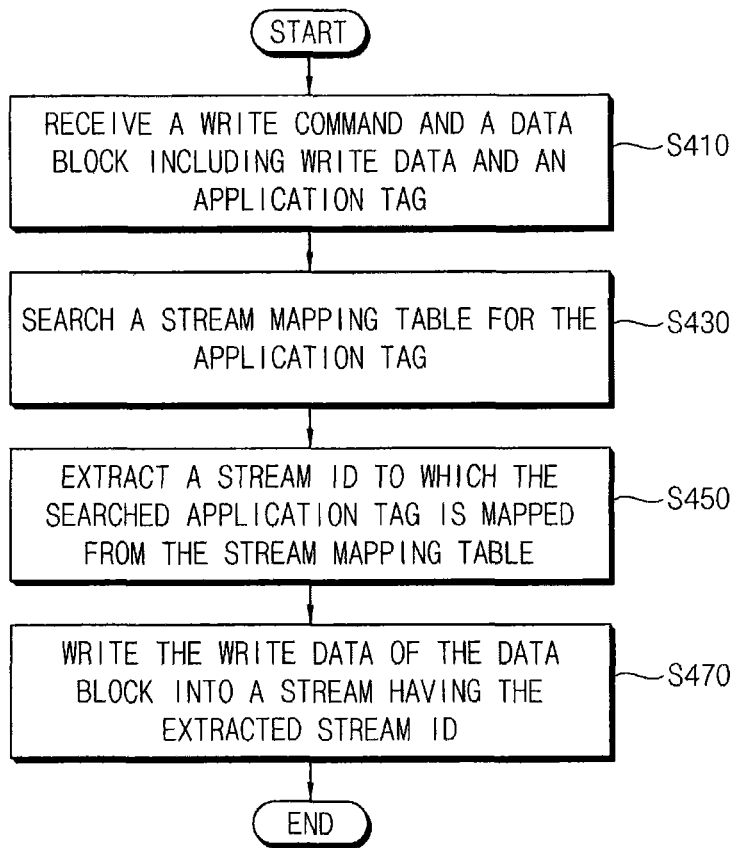 START
RECEIVE A WRITE COMMAND AND A DATA
BLOCK INCLUDING WRITE DATA AND AN
APPLICATION TAG
S410
SEARCH A STREAM MAPPING TABLE FOR THE
APPLICATION TAG
S430
EXTRACT A STREAM ID TO WHICH THE
SEARCHED APPLICATION TAG IS MAPPED
FROM THE STREAM MAPPING TABLE
S450
WRITE THE WRITE DATA OF THE DATA
BLOCK INTO A STREAM HAVING THE
EXTRACTED STREAM ID
S470
END